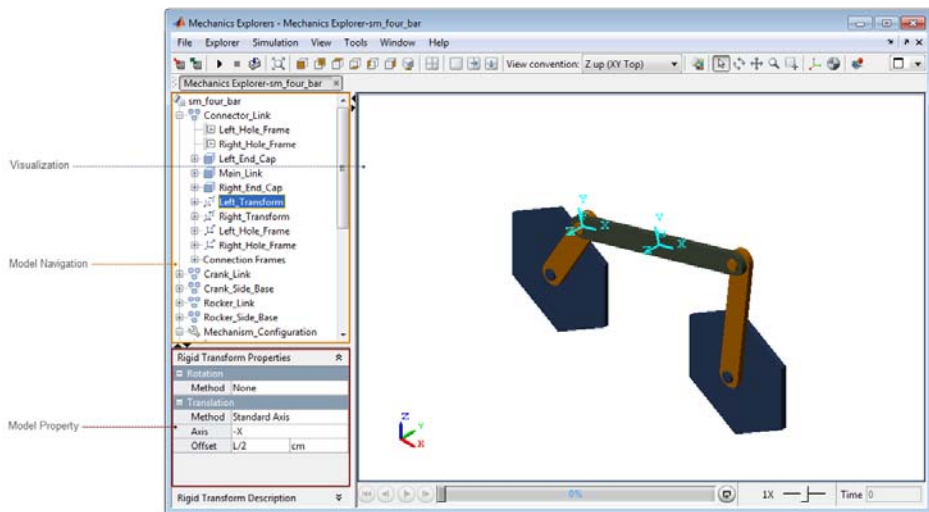 Mechanics Explorers - Mechanics Explorer-sm_four_bar
File Explorer Simulation View Tools Window Help
View convention: Z up (XY Top)
Mechanics Explorer-sm_four_bar
sm_four_bar
Connector_Link
Left_Hole_Frame
Right_Hole_Frame
Left_End_Cap
Main_Link
Right_End_Cap
Left_Transform
Right_Transform
Left_Hole_Frame
Right_Hole_Frame
Connection Frames
Crank_Link
Crank_Side_Base
Rocker_Link
Rocker_Side_Base
Mechanism_Configuration
Visualization
Model Navigation
Model Property
Rigid Transform Properties
Rotation
Method None
Translation
Method Standard Axis
Axis -X
Offset L/2 cm
Rigid Transform Description
Y
X
Z
Y
X
Z
Z
Y
X
0%
1X
Time 0